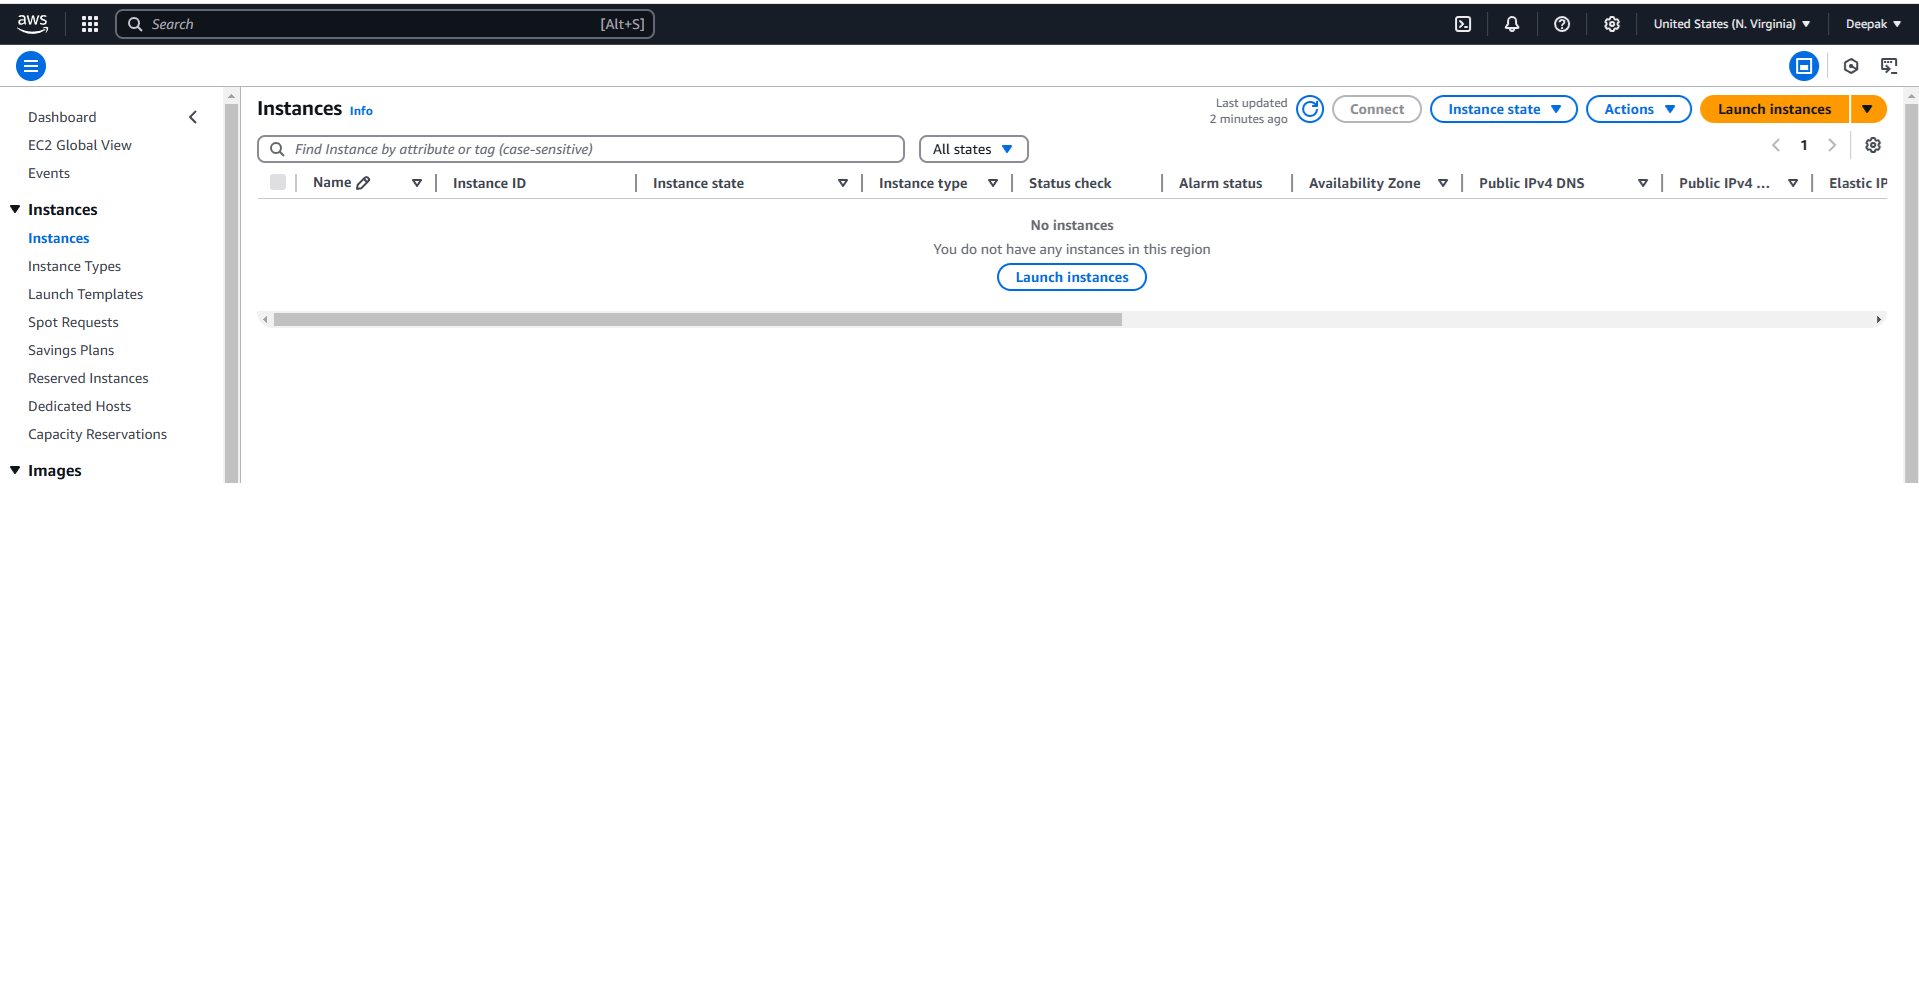 aws
Search [Alt+S]
United States (N. Virginia) Deepak
Dashboard
EC2 Global View
Events
Instances
Instances
Instance Types
Launch Templates
Spot Requests
Savings Plans
Reserved Instances
Dedicated Hosts
Capacity Reservations
Images
Instances Info
Last updated
2 minutes ago
Connect Instance state Actions Launch instances
Find Instance by attribute or tag (case-sensitive) All states
1
Name Instance ID Instance state Instance type Status check Alarm status Availability Zone Public IPv4 DNS Public IPv4 ... Elastic IP
No instances
You do not have any instances in this region
Launch instances